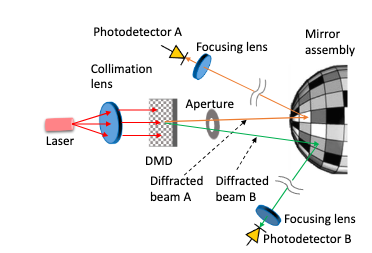 Photodetector A
Focusing lens
Mirror
assembly
Collimation
lens
Aperture
Laser
DMD
Diffracted
beam A
Diffracted
beam B
Focusing lens
Photodetector B